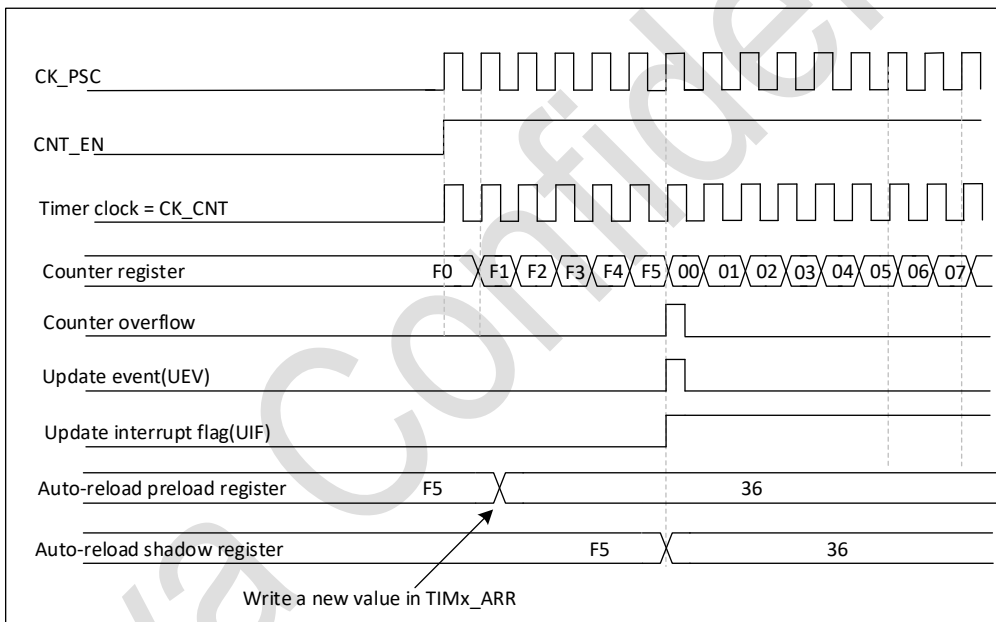 CK_PSC
CNT_EN
Timer clock = CK_CNT
Counter register F0 F1 F2 F3 F4 F5 00 01 02 03 04 05 06 07
Counter overflow
Update event(UEV)
Update interrupt flag(UIF)
Auto-reload preload register F5 36
Auto-reload shadow register F5 36
Write a new value in TIMx_ARR